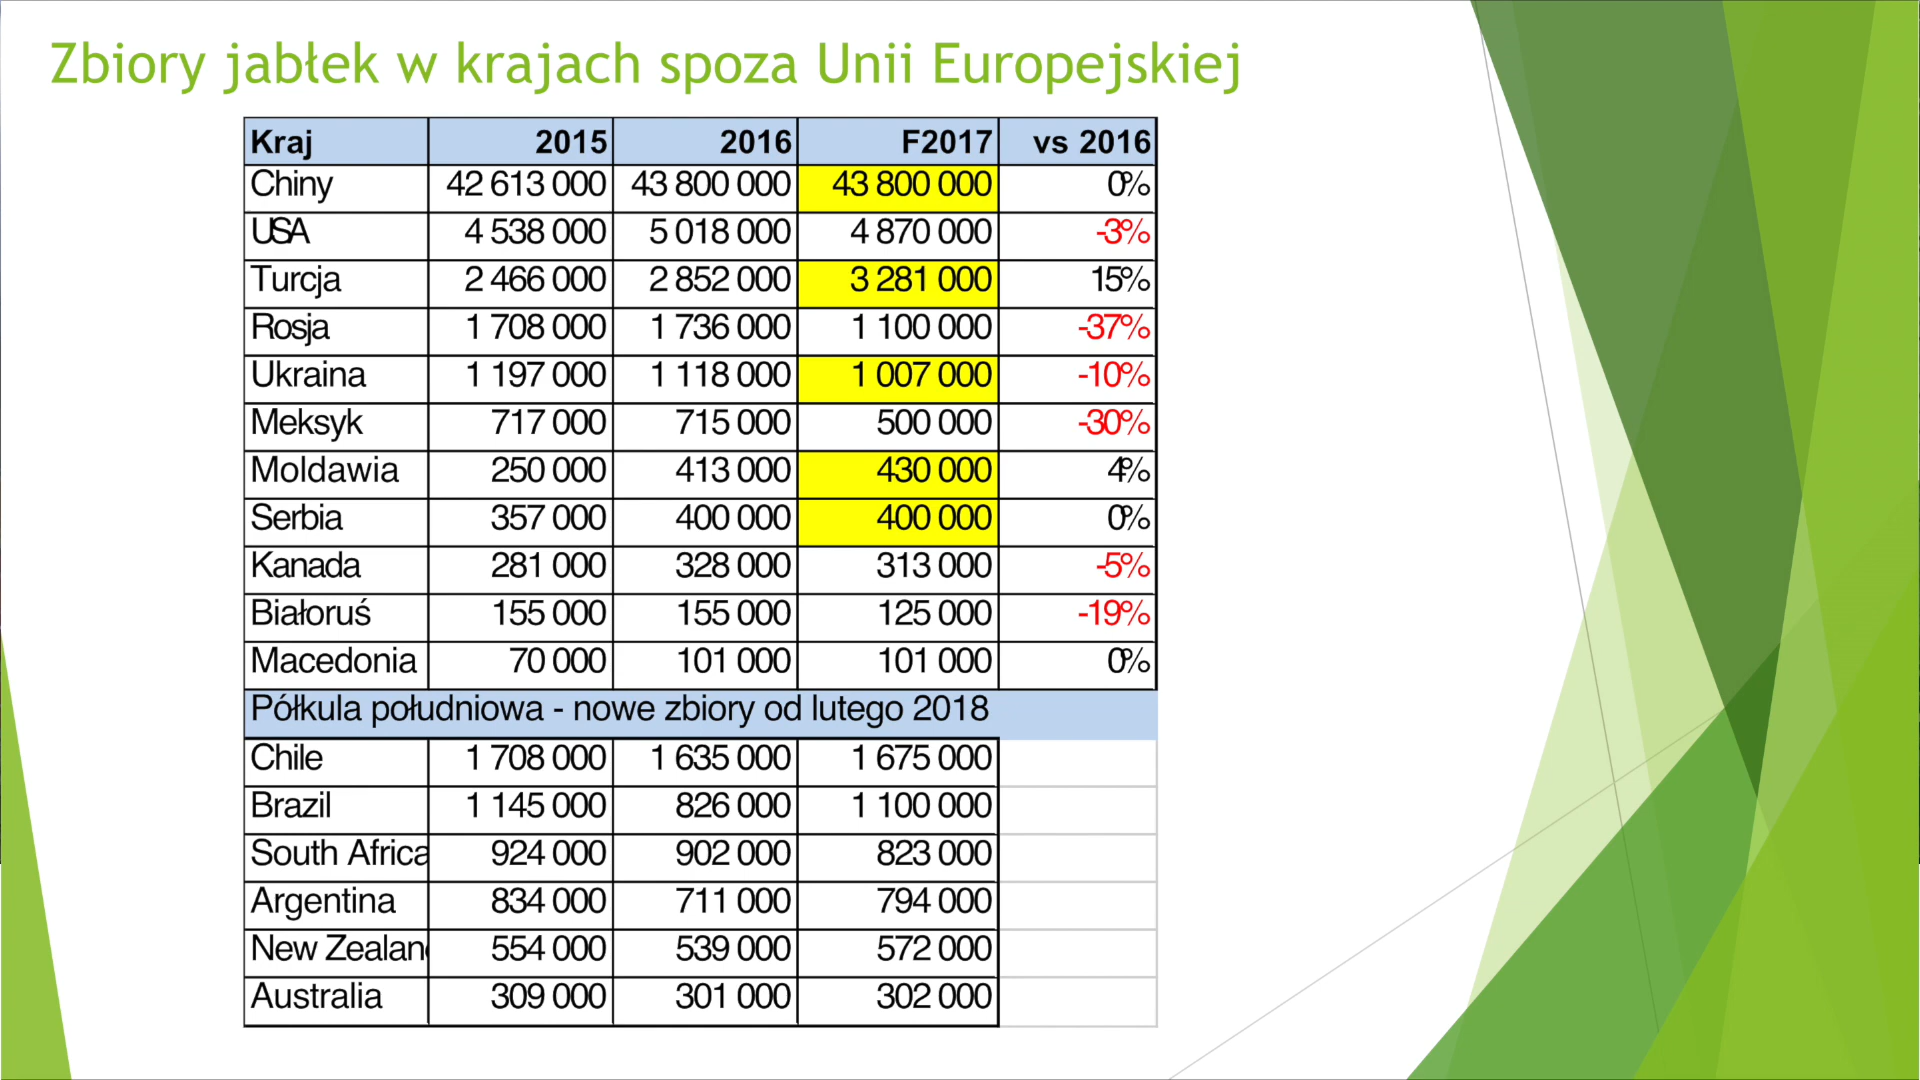 Zbiory jabłek w krajach spoza Unii Europejskiej
Kraj 2015 2016 F2017 vs 2016
Chiny 42 613 000 43 800 000 43 800 000 0%
USA 4 538 000 5 018 000 4 870 000 -3%
Turcja 2 466 000 2 852 000 3 281 000 15%
Rosja 1 708 000 1 736 000 1 100 000 -37%
Ukraina 1 197 000 1 118 000 1 007 000 -10%
Meksyk 717 000 715 000 500 000 -30%
Moldawia 250 000 413 000 430 000 4%
Serbia 357 000 400 000 400 000 0%
Kanada 281 000 328 000 313 000 -5%
Białoruś 155 000 155 000 125 000 -19%
Macedonia 70 000 101 000 101 000 0%
Półkula południowa - nowe zbiory od lutego 2018
Chile 1 708 000 1 635 000 1 675 000
Brazil 1 145 000 826 000 1 100 000
South Africa 924 000 902 000 823 000
Argentina 834 000 711 000 794 000
New Zealan 554 000 539 000 572 000
Australia 309 000 301 000 302 000